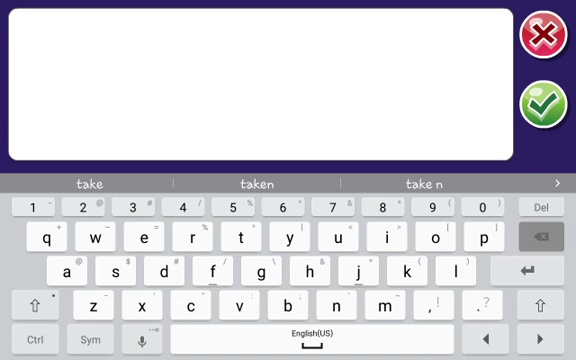 take taken take n
1 - 2 @ 3 # 4 / 5 % 6 ^ 7 & 8 * 9 ( 0 ) Del
q + w - e = r % t ^ y | u < i > o [ p ]
a @ s $ d # f / g \ h & j * k ( l )
z ~ x ' c " v : b ; n _ m ~ , ! . ?
Ctrl Sym English(US)